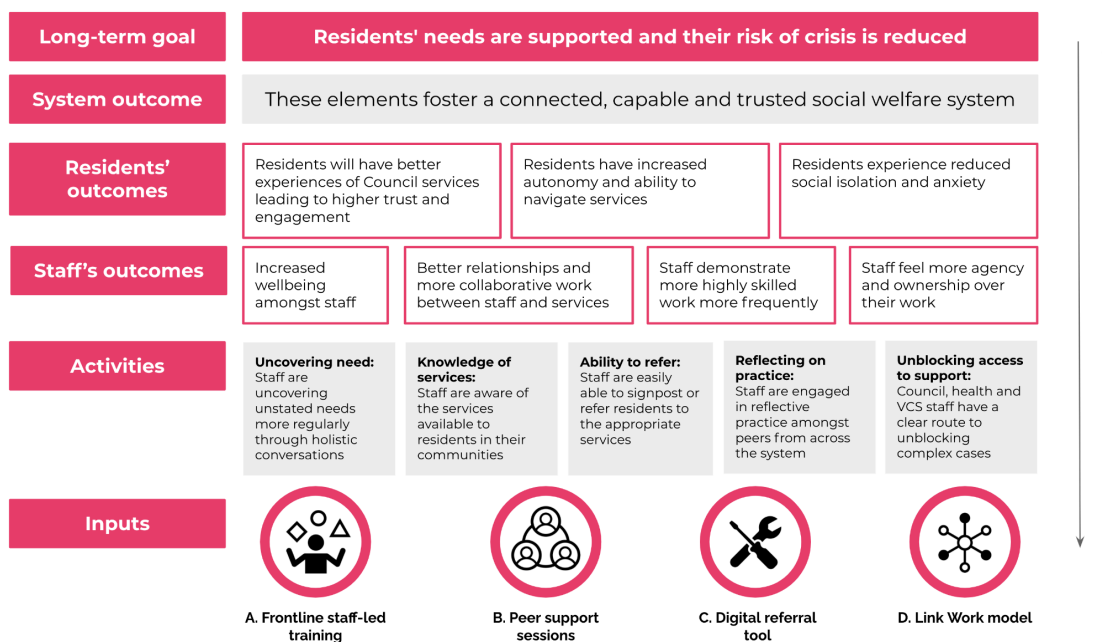 Long-term goal
Residents' needs are supported and their risk of crisis is reduced
System outcome
These elements foster a connected, capable and trusted social welfare system
Residents’
outcomes
Residents will have better
experiences of Council services
leading to higher trust and
engagement
Residents have increased
autonomy and ability to
navigate services
Residents experience reduced
social isolation and anxiety
Staff’s outcomes
Increased
wellbeing
amongst staff
Better relationships and
more collaborative work
between staff and services
Staff demonstrate
more highly skilled
work more frequently
Staff feel more agency
and ownership over
their work
Activities
Uncovering need:
Staff are
uncovering
unstated needs
more regularly
through holistic
conversations
Knowledge of
services:
Staff are aware of
the services
available to
residents in their
communities
Ability to refer:
Staff are easily
able to signpost or
refer residents to
the appropriate
services
Reflecting on
practice:
Staff are engaged
in reflective
practice amongst
peers from across
the system
Unblocking access
to support:
Council, health and
VCS staff have a
clear route to
unblocking
complex cases
Inputs
A. Frontline staff-led
training
B. Peer support
sessions
C. Digital referral
tool
D. Link Work model